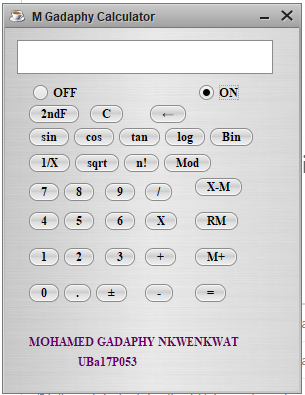 M Gadaphy Calculator
OFF ON
2ndF C ←
sin cos tan log Bin
1/X sqrt n! Mod
7 8 9 / X-M
4 5 6 X RM
1 2 3 + M+
0 . ± - =
MOHAMED GADAPHY NKWENKWAT
UBa17P053